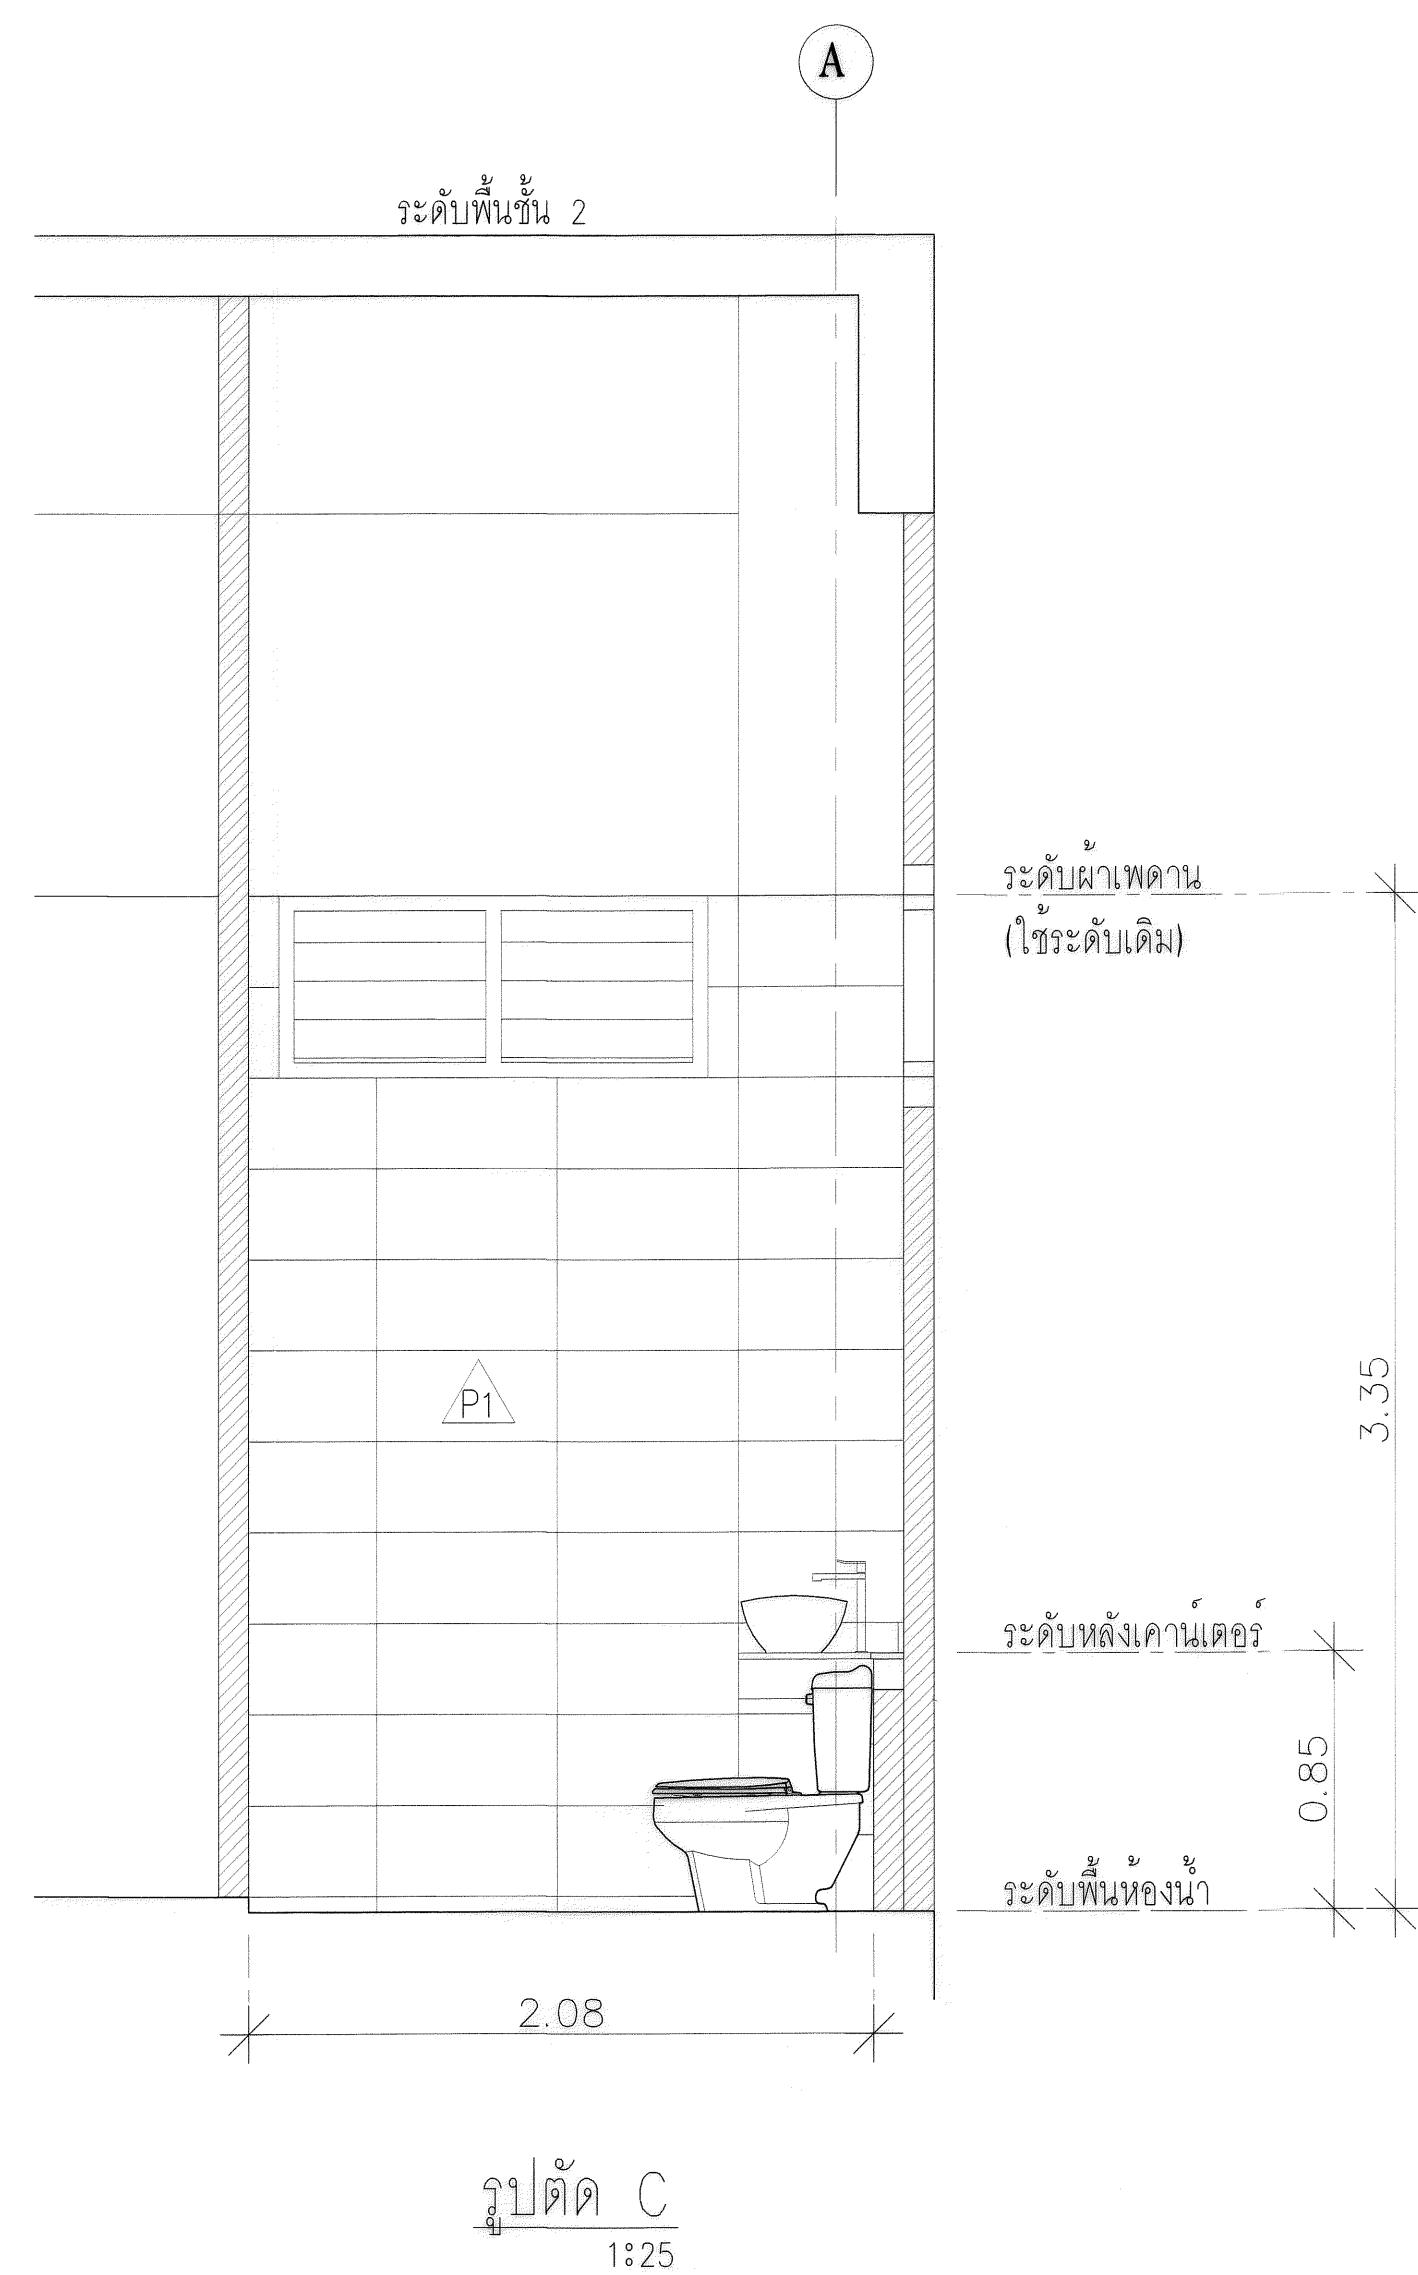 A
ระดับพื้นชั้น 2
ระดับผ้าเพดาน
(ใช้ระดับเดิม)
3.35
P1
ระดับหลังเคาน์เตอร์
0.85
ระดับพื้นห้องน้ำ
2.08
รูปตัด C
1:25